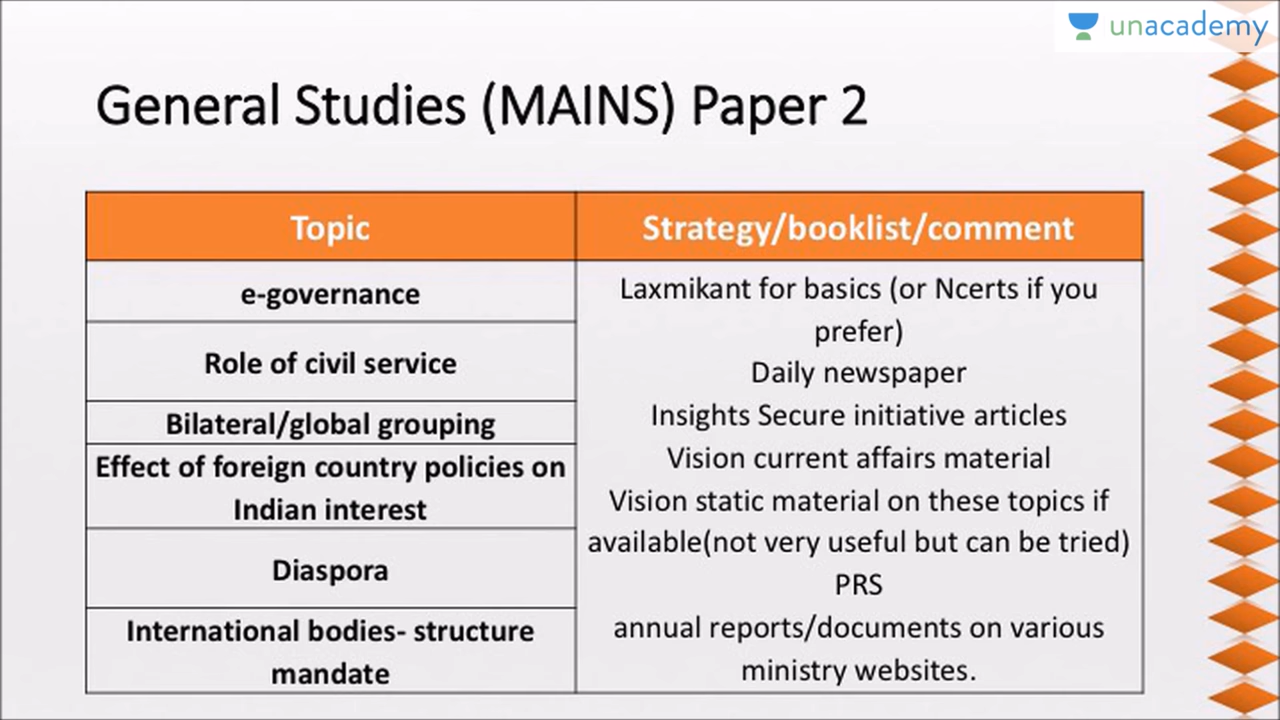 unacademy
General Studies (MAINS) Paper 2
Topic
Strategy/booklist/comment
e-governance
Role of civil service
Bilateral/global grouping
Effect of foreign country policies on
Indian interest
Diaspora
International bodies- structure
mandate
Laxmikant for basics (or Ncerts if you
prefer)
Daily newspaper
Insights Secure initiative articles
Vision current affairs material
Vision static material on these topics if
available(not very useful but can be tried)
PRS
annual reports/documents on various
ministry websites.